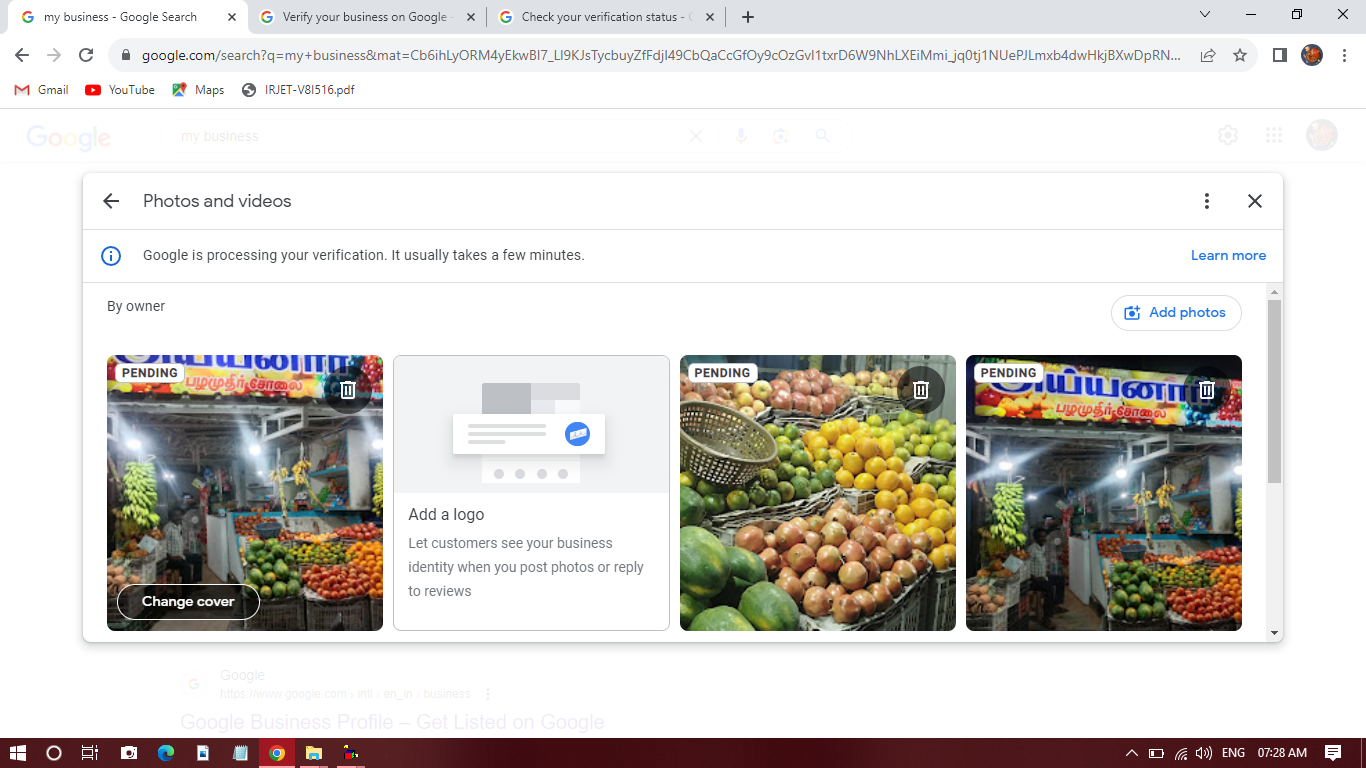 my business - Google Search
Verify your business on Google -
Check your verification status -
google.com/search?q=my+business&mat=Cb6ihLyORM4yEkwBI7_LI9KJsTycbuyZfFdjI49CbQaCcGfOy9cOzGvI1txrD6W9NhLXEiMmi_jq0tj1NUePJLmxb4dwHkjBXwDpRN...
Gmail
YouTube
Maps
IRJET-V8I516.pdf
Google
my business
Photos and videos
Google is processing your verification. It usually takes a few minutes.
Learn more
By owner
Add photos
PENDING
பழமுதிர் சோலை
Change cover
Add a logo
Let customers see your business
identity when you post photos or reply
to reviews
PENDING
PENDING
அய்யனார்
பழமுதிர் சோலை
Google
https://www.google.com › intl › en_in › business
Google Business Profile – Get Listed on Google
ENG
07:28 AM